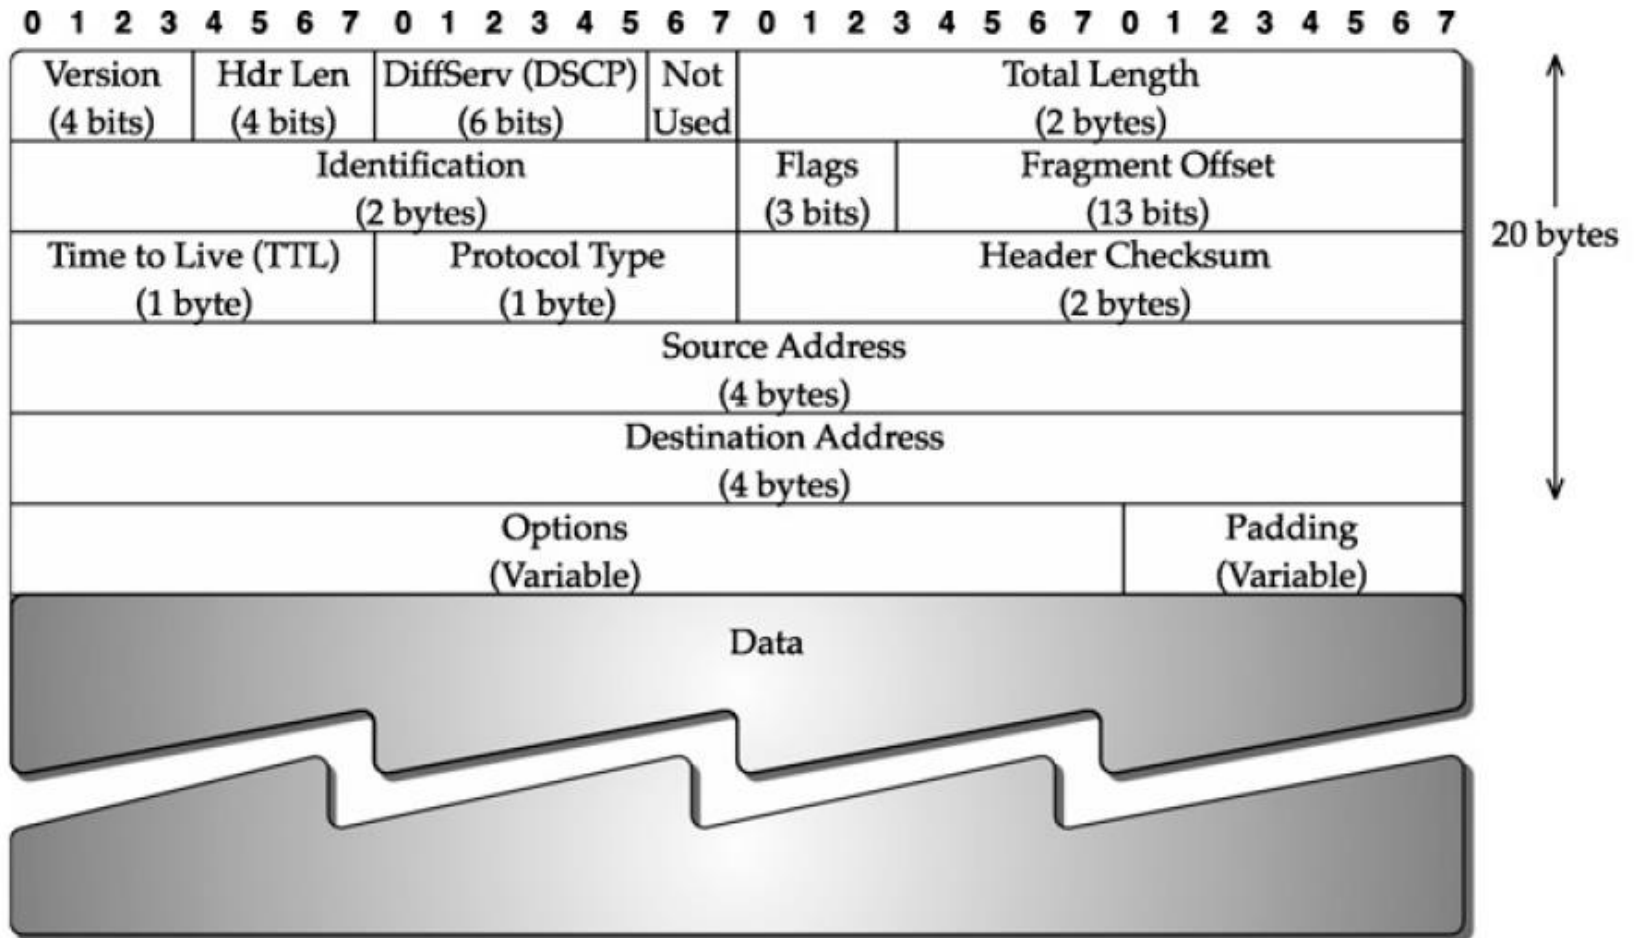 0 1 2 3 4 5 6 7 0 1 2 3 4 5 6 7 0 1 2 3 4 5 6 7 0 1 2 3 4 5 6 7
Version Hdr Len DiffServ (DSCP) Not Total Length
(4 bits) (4 bits) (6 bits) Used (2 bytes)
Identification Flags Fragment Offset
(2 bytes) (3 bits) (13 bits)
20 bytes
Time to Live (TTL) Protocol Type Header Checksum
(1 byte) (1 byte) (2 bytes)
Source Address
(4 bytes)
Destination Address
(4 bytes)
Options Padding
(Variable) (Variable)
Data